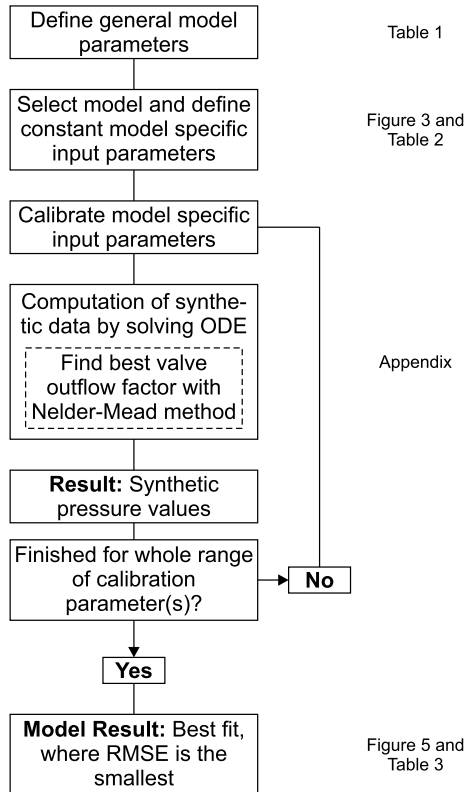 Define general model
parameters
Table 1
Select model and define
constant model specific
input parameters
Figure 3 and
Table 2
Calibrate model specific
input parameters
Computation of synthe-
tic data by solving ODE
Find best valve
outflow factor with
Nelder-Mead method
Appendix
Result: Synthetic
pressure values
Finished for whole range
of calibration
parameter(s)?
No
Yes
Model Result: Best fit,
where RMSE is the
smallest
Figure 5 and
Table 3